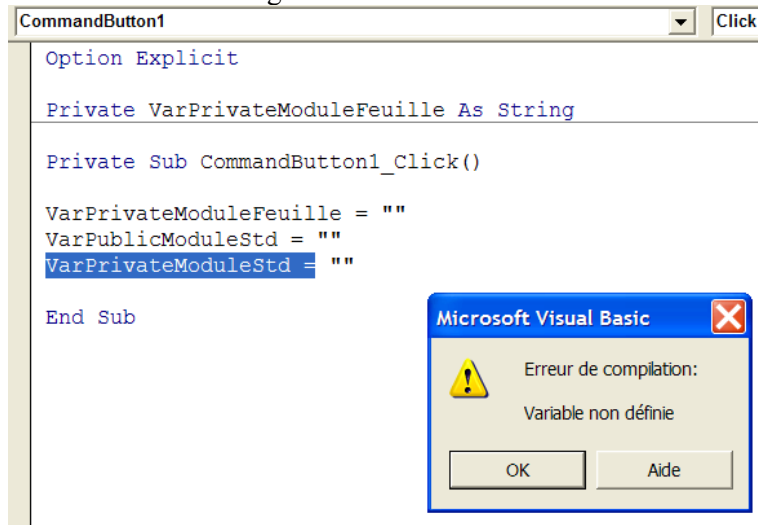 CommandButton1
Click
Option Explicit
Private VarPrivateModuleFeuille As String
Private Sub CommandButton1_Click()
VarPrivateModuleFeuille = ""
VarPublicModuleStd = ""
VarPrivateModuleStd = ""
End Sub
Microsoft Visual Basic
Erreur de compilation:
Variable non définie
OK
Aide